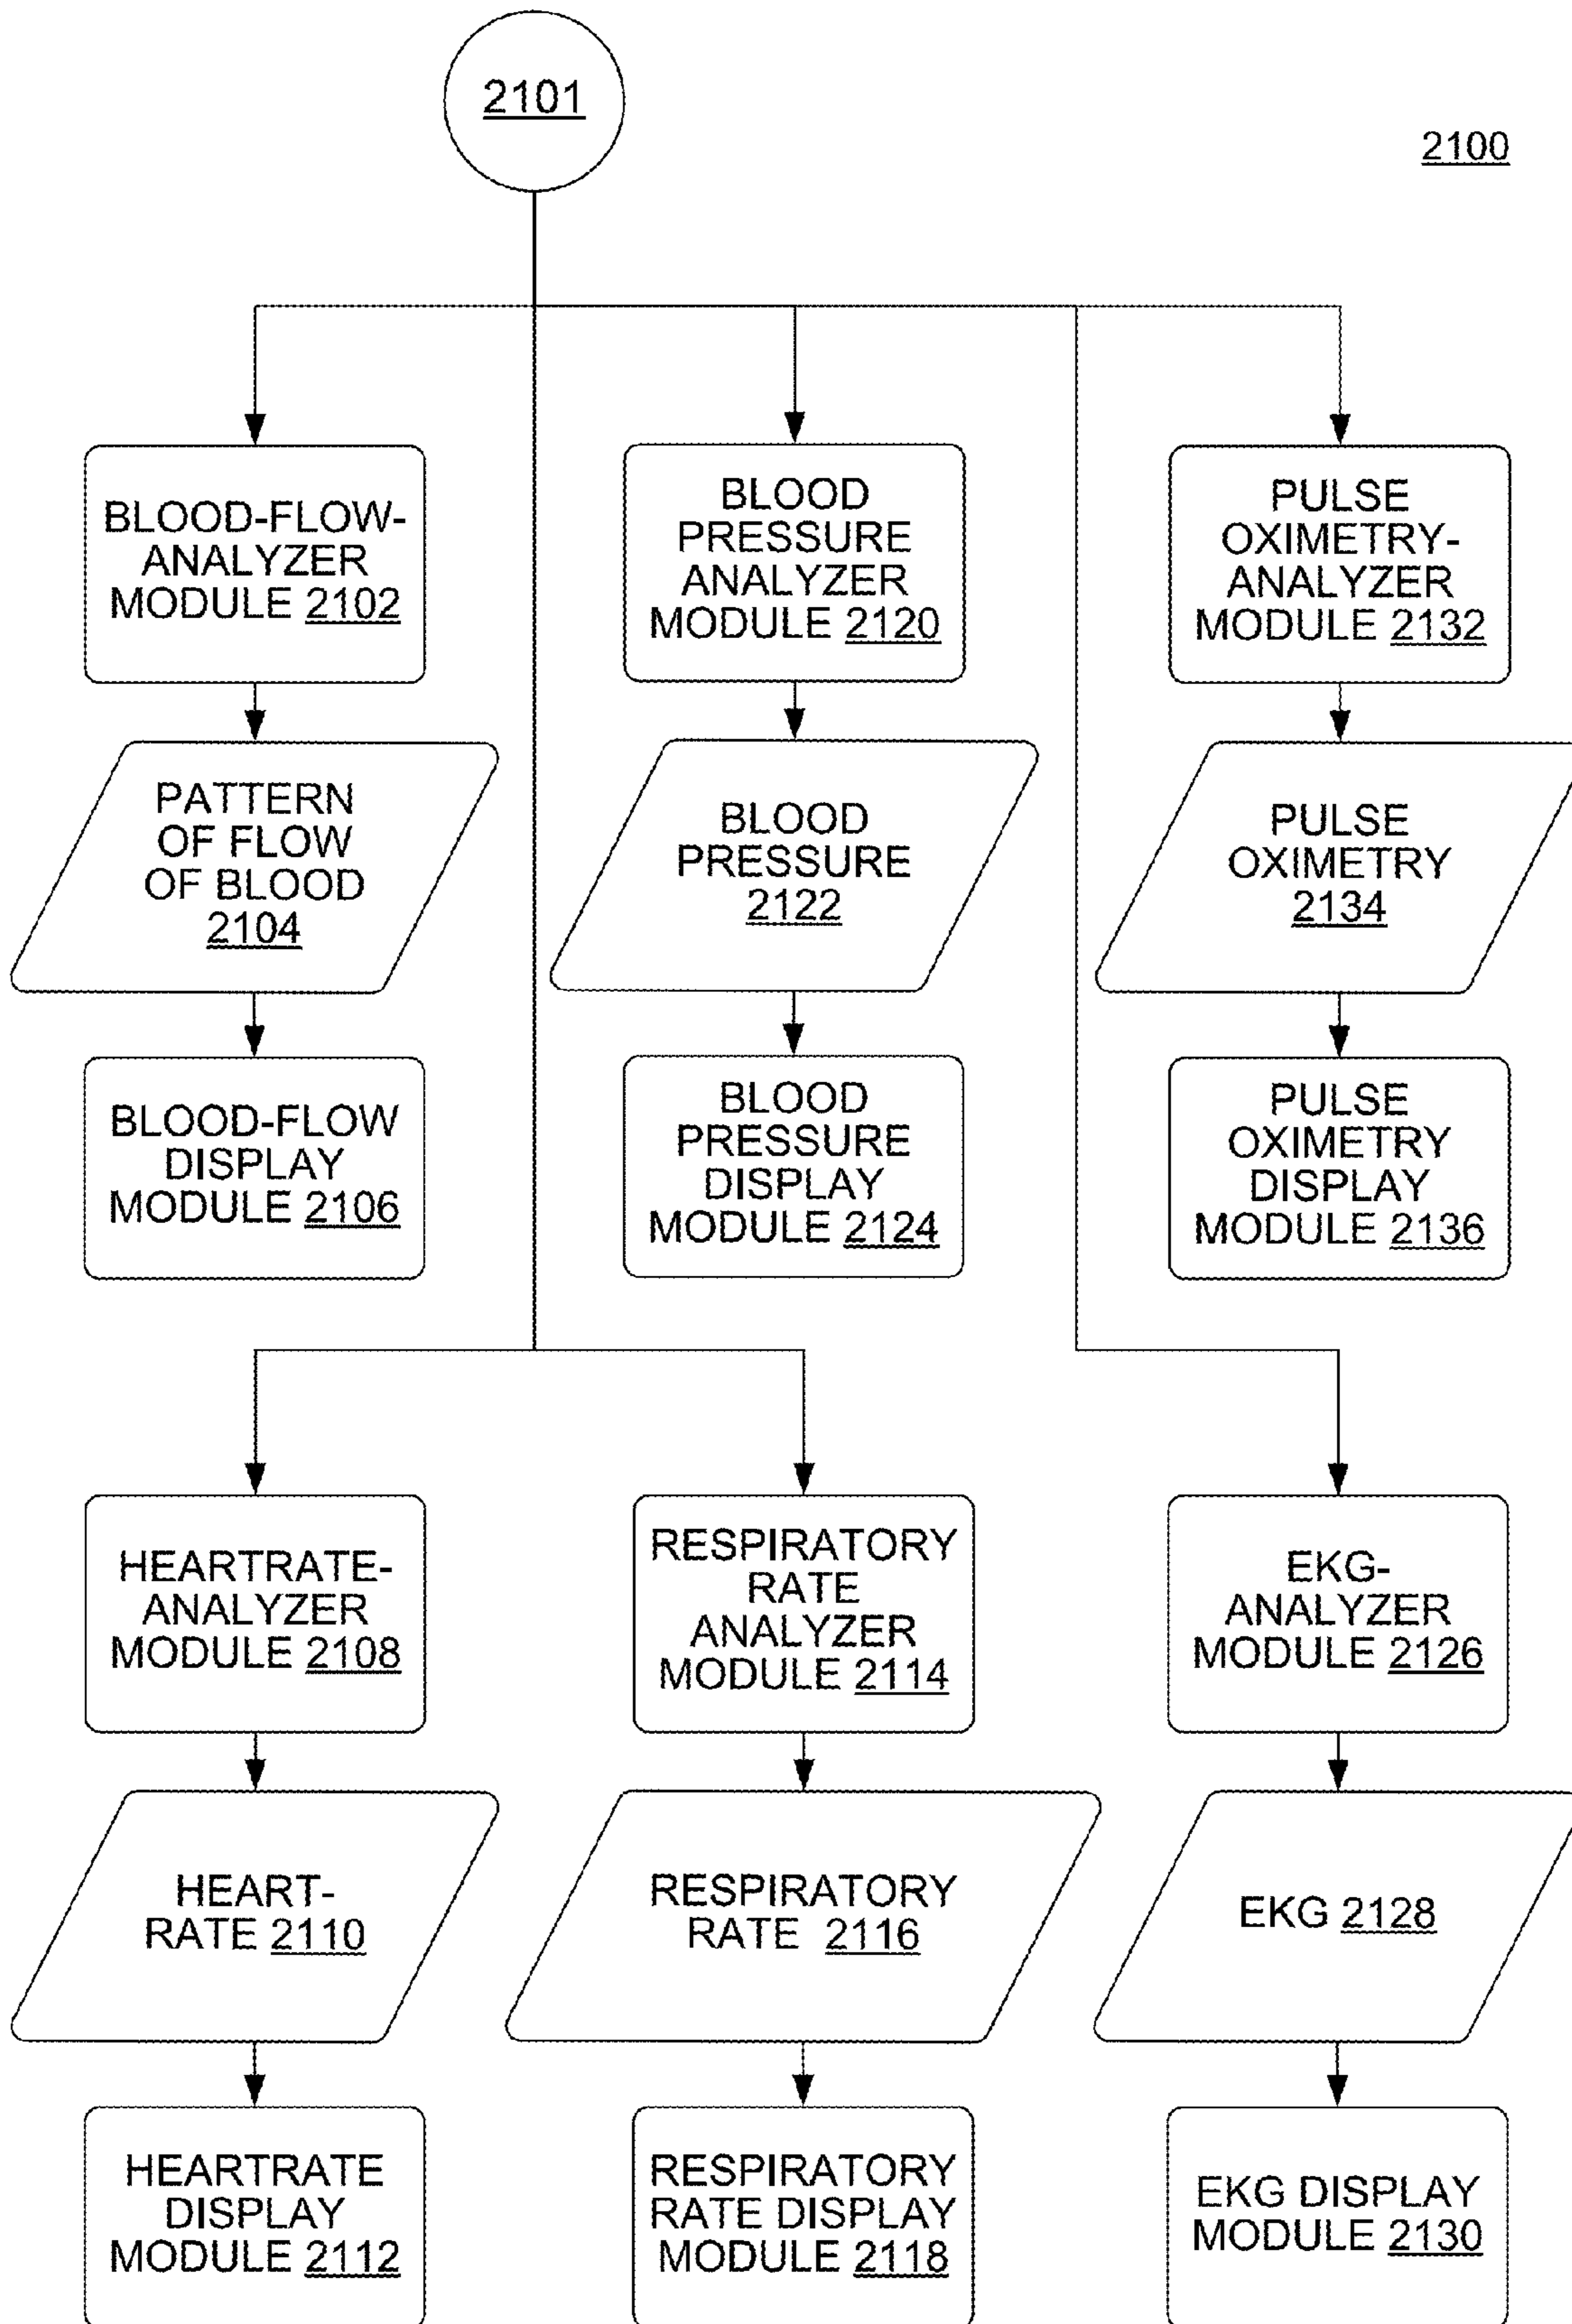 2101
2100
BLOOD-FLOW-
ANALYZER
MODULE 2102
BLOOD
PRESSURE
ANALYZER
MODULE 2120
PULSE
OXIMETRY-
ANALYZER
MODULE 2132
PATTERN
OF FLOW
OF BLOOD
2104
BLOOD
PRESSURE
2122
PULSE
OXIMETRY
2134
BLOOD-FLOW
DISPLAY
MODULE 2106
BLOOD
PRESSURE
DISPLAY
MODULE 2124
PULSE
OXIMETRY
DISPLAY
MODULE 2136
HEARTRATE-
ANALYZER
MODULE 2108
RESPIRATORY
RATE
ANALYZER
MODULE 2114
EKG-
ANALYZER
MODULE 2126
HEART-
RATE 2110
RESPIRATORY
RATE 2116
EKG 2128
HEARTRATE
DISPLAY
MODULE 2112
RESPIRATORY
RATE DISPLAY
MODULE 2118
EKG DISPLAY
MODULE 2130